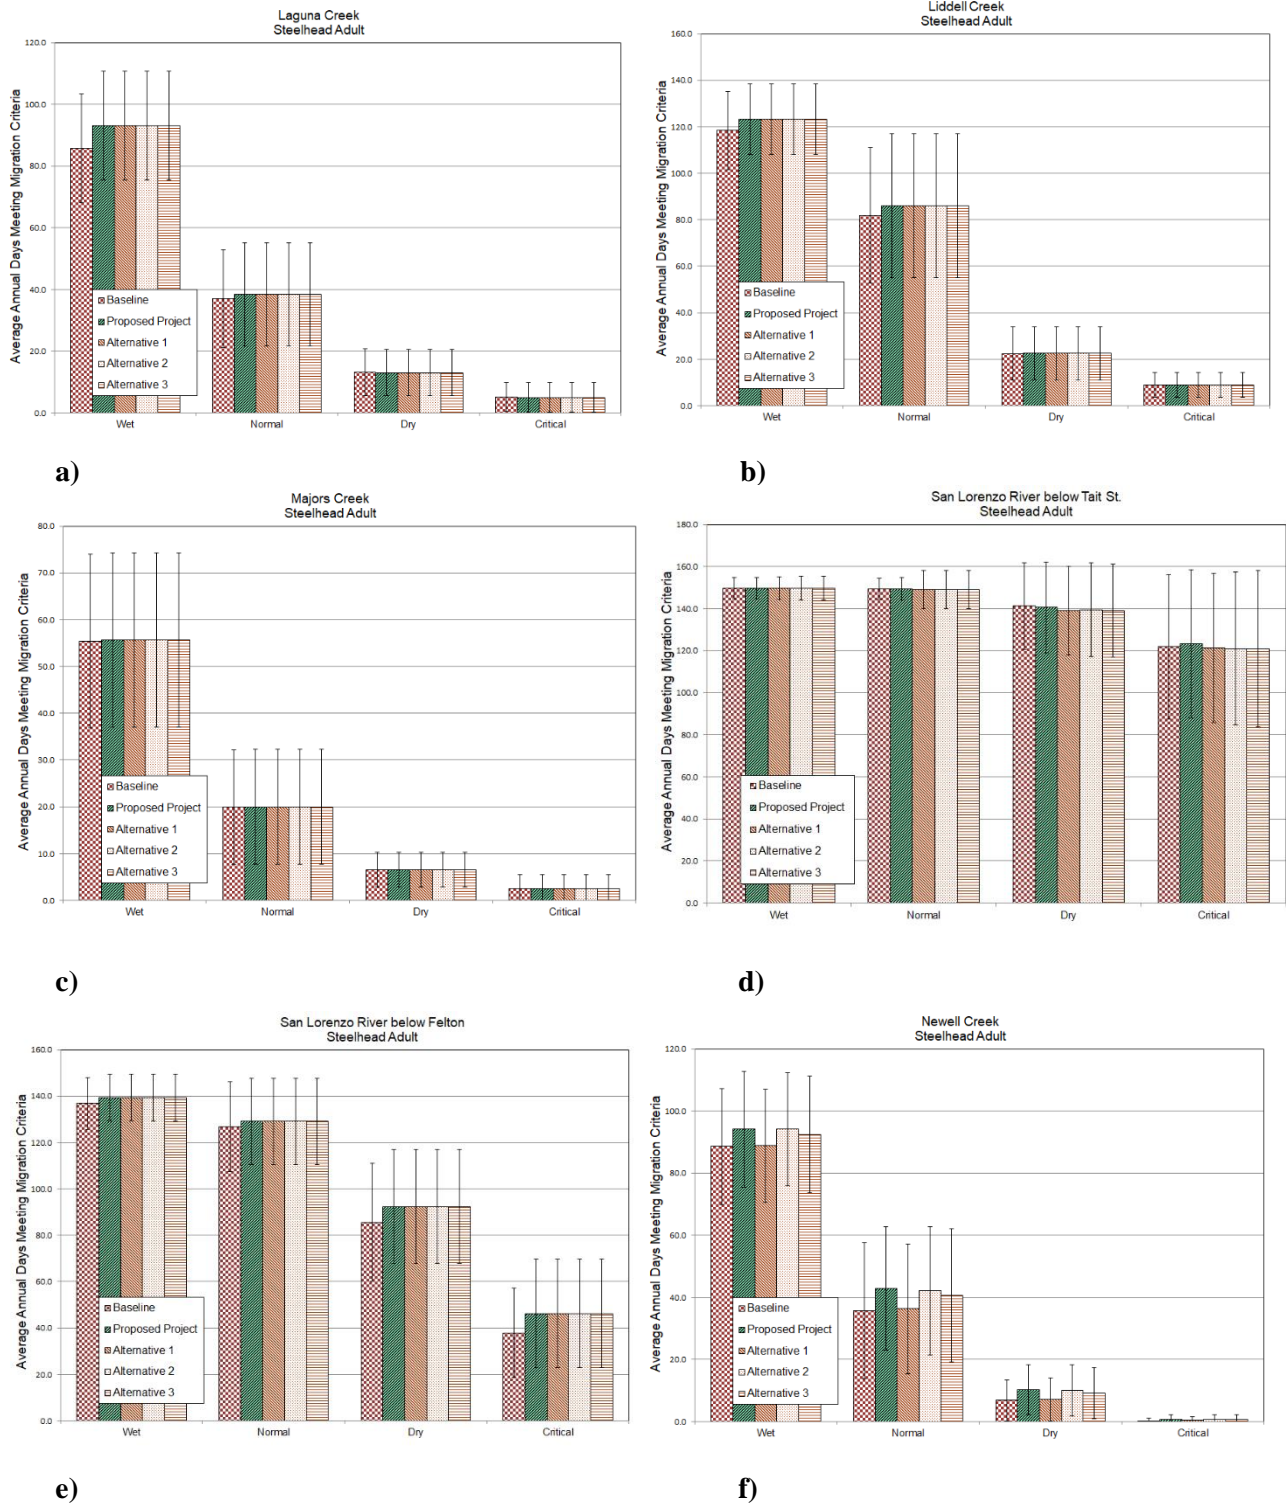 Laguna Creek
Steelhead Adult
Average Annual Days Meeting Migration Criteria
120.0
100.0
80.0
60.0
40.0
20.0
0.0
Baseline
Proposed Project
Alternative 1
Alternative 2
Alternative 3
Wet Normal Dry Critical
a)
Liddell Creek
Steelhead Adult
Average Annual Days Meeting Migration Criteria
160.0
140.0
120.0
100.0
80.0
60.0
40.0
20.0
0.0
Baseline
Proposed Project
Alternative 1
Alternative 2
Alternative 3
Wet Normal Dry Critical
b)
Majors Creek
Steelhead Adult
Average Annual Days Meeting Migration Criteria
80.0
70.0
60.0
50.0
40.0
30.0
20.0
10.0
0.0
Baseline
Proposed Project
Alternative 1
Alternative 2
Alternative 3
Wet Normal Dry Critical
c)
San Lorenzo River below Tait St.
Steelhead Adult
Average Annual Days Meeting Migration Criteria
180.0
160.0
140.0
120.0
100.0
80.0
60.0
40.0
20.0
0.0
Baseline
Proposed Project
Alternative 1
Alternative 2
Alternative 3
Wet Normal Dry Critical
d)
San Lorenzo River below Felton
Steelhead Adult
Average Annual Days Meeting Migration Criteria
160.0
140.0
120.0
100.0
80.0
60.0
40.0
20.0
0.0
Baseline
Proposed Project
Alternative 1
Alternative 2
Alternative 3
Wet Normal Dry Critical
e)
Newell Creek
Steelhead Adult
Average Annual Days Meeting Migration Criteria
120.0
100.0
80.0
60.0
40.0
20.0
0.0
Baseline
Proposed Project
Alternative 1
Alternative 2
Alternative 3
Wet Normal Dry Critical
f)